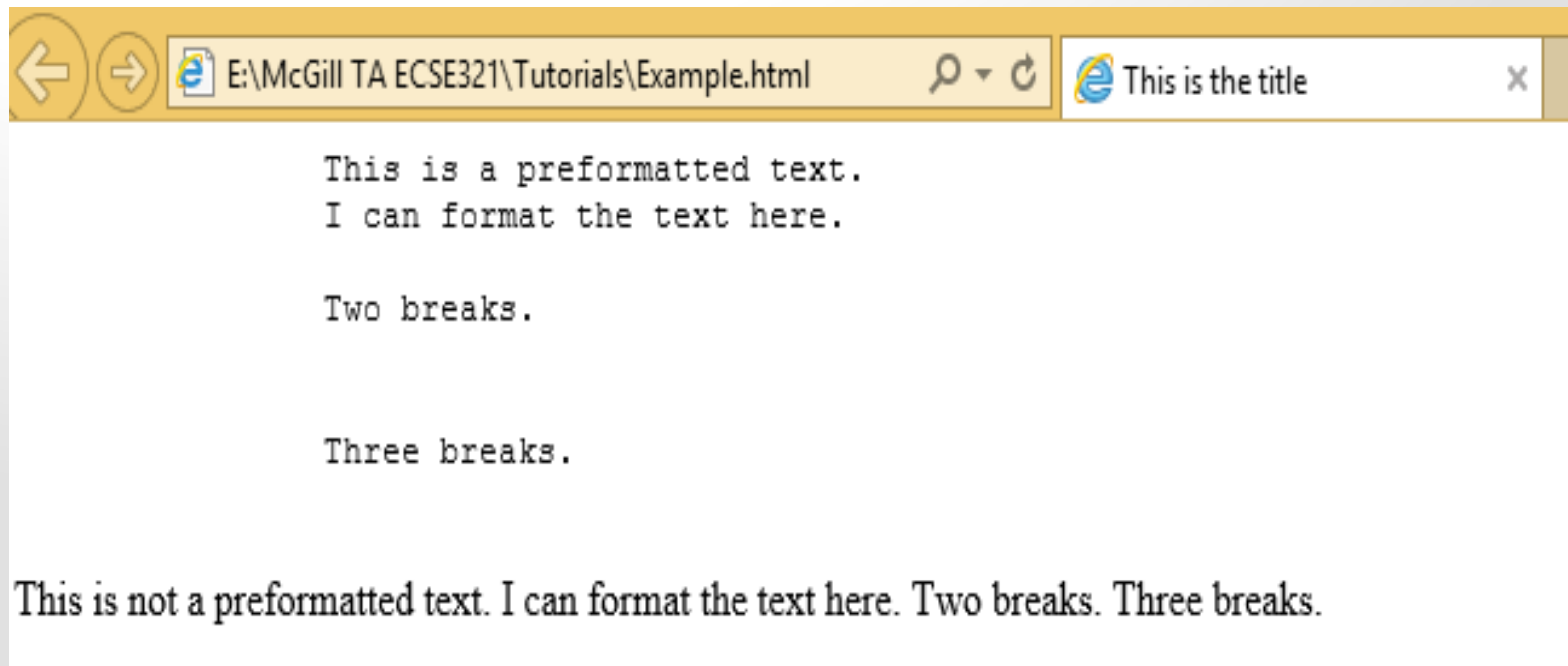 E:\McGill TA ECSE321\Tutorials\Example.html
This is the title
This is a preformatted text.
I can format the text here.
Two breaks.
Three breaks.
This is not a preformatted text. I can format the text here. Two breaks. Three breaks.